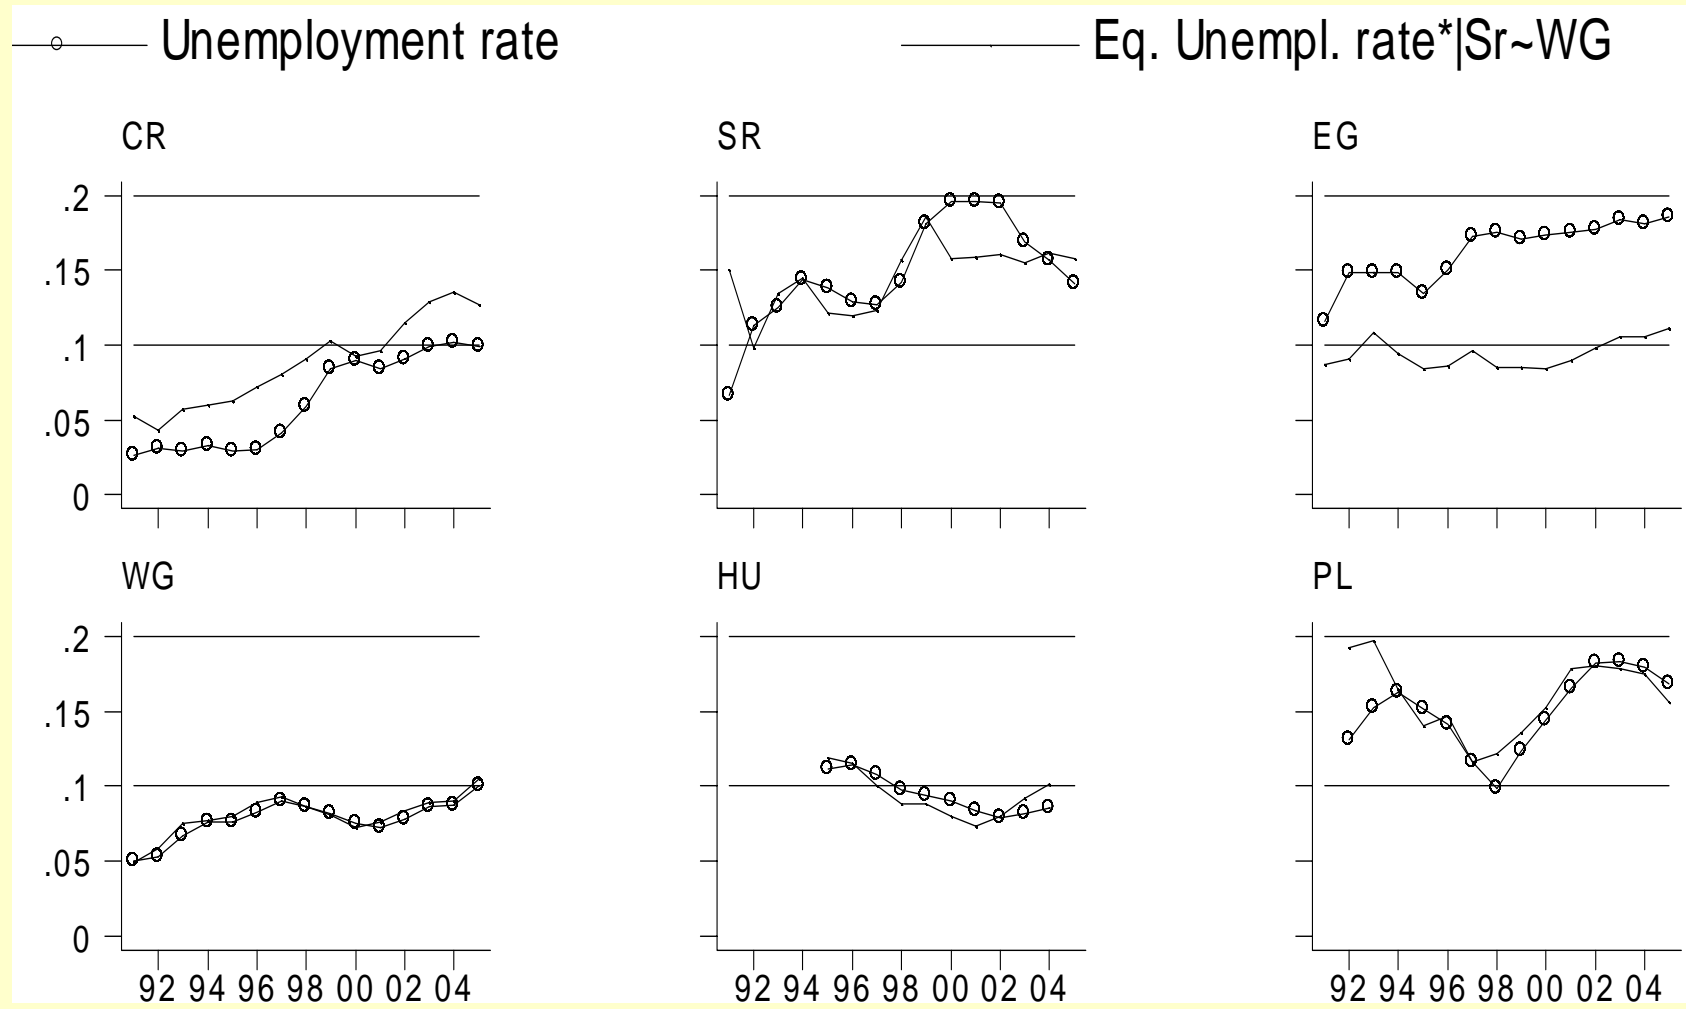 Unemployment rate
Eq. Unempl. rate*|Sr~WG
CR
SR
EG
.2
.15
.1
.05
0
WG
HU
PL
.2
.15
.1
.05
0
92 94 96 98 00 02 04
92 94 96 98 00 02 04
92 94 96 98 00 02 04